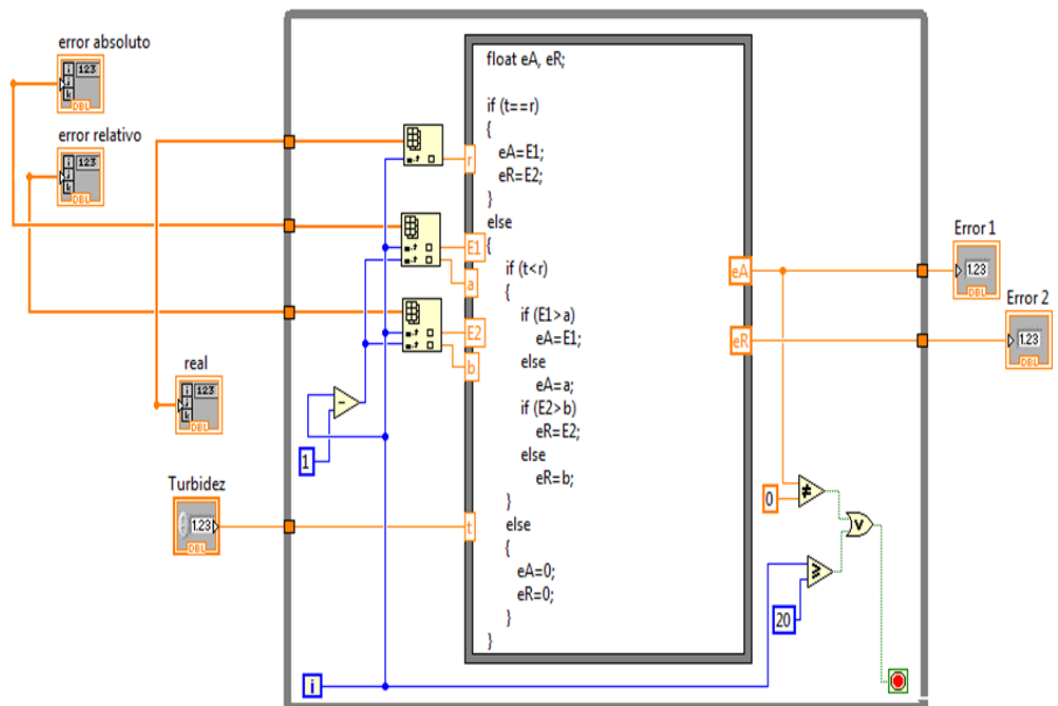 error absoluto
i
j
k
123
DBL
error relativo
i
j
k
123
real
i
j
k
123
DBL
Turbidez
1.23
DBL
1
i
r
E1
a
E2
b
t
float eA, eR;
if (t==r)
{
eA=E1;
eR=E2;
}
else
{
if (t<r)
{
if (E1>a)
eA=E1;
else
eA=a;
if (E2>b)
eR=E2;
else
eR=b;
}
else
{
eA=0;
eR=0;
}
}
eA
eR
0
≠
V
≥
20
Error 1
1.23
DBL
Error 2
1.23
DBL